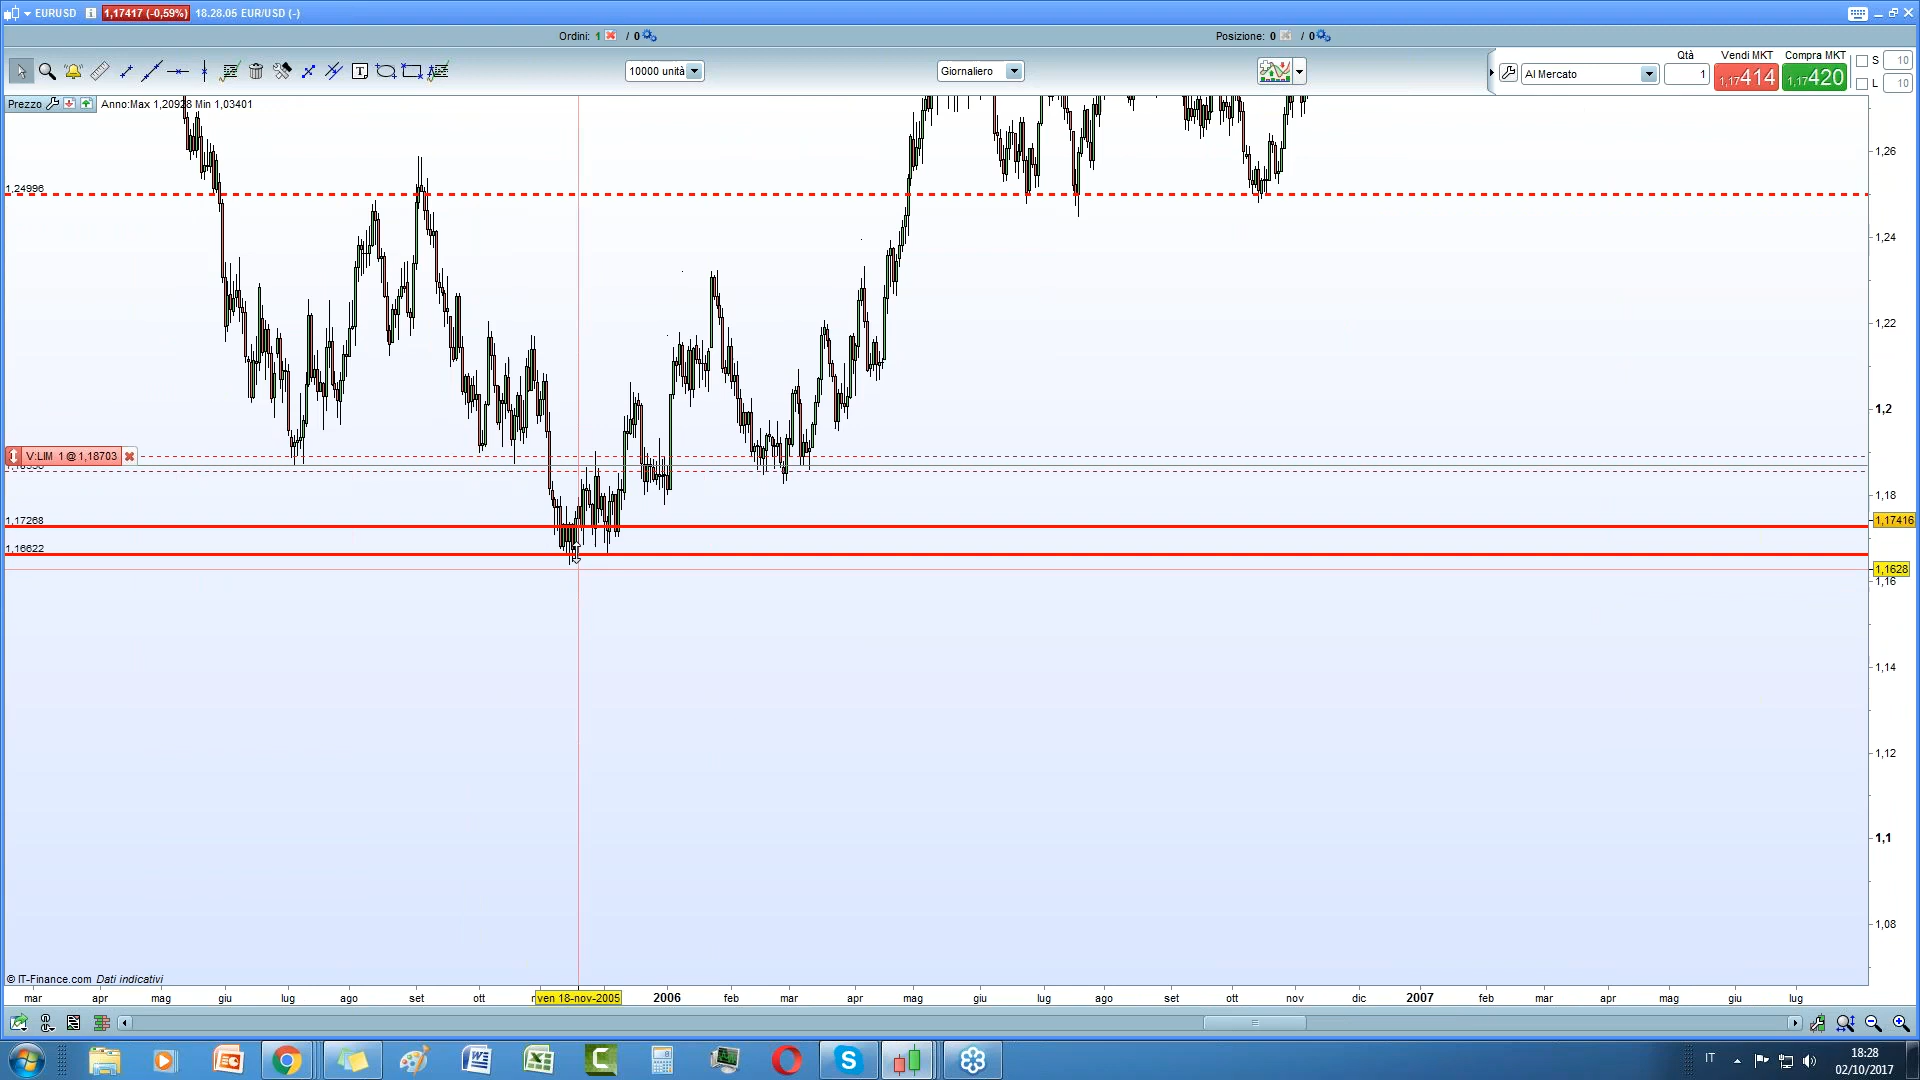 EURUSD 1,17417 (-0,59%) 18.28.05 EUR/USD (-)
Ordini: 1 / 0 Posizione: 0 / 0
10000 unità Giornaliero Al Mercato
Qtà Vendi MKT Compra MKT
1 1,17414 1,17420
S 10
L 10
Prezzo Anno:Max 1,20928 Min 1,03401
1,26
1,24996
1,24
1,22
1,2
V:LIM 1 @ 1,18703
1,18
1,17268
1,17416
1,16622
1,1628
1,16
1,14
1,12
1,1
1,08
© IT-Finance.com Dati indicativi
mar apr mag giu lug ago set ott ven 18-nov-2005 2006 feb mar apr mag giu lug ago set ott nov dic 2007 feb mar apr mag giu lug
IT 18:28
02/10/2017